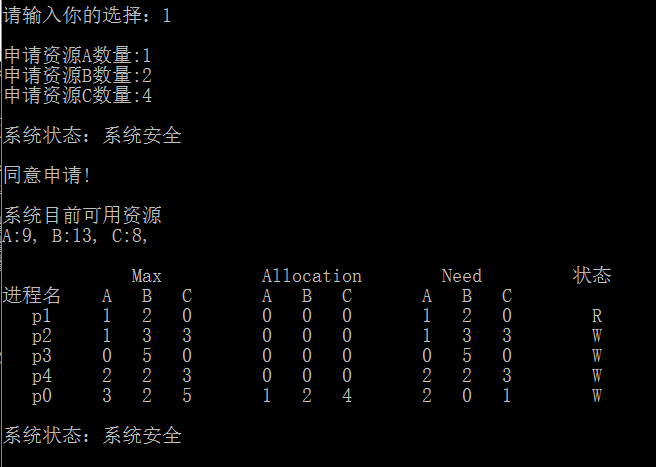 请输入你的选择：1
申请资源A数量:1
申请资源B数量:2
申请资源C数量:4
系统状态：系统安全
同意申请!
系统目前可用资源
A:9, B:13, C:8,
Max Allocation Need 状态
进程名 A B C A B C A B C
p1 1 2 0 0 0 0 1 2 0 R
p2 1 3 3 0 0 0 1 3 3 W
p3 0 5 0 0 0 0 0 5 0 W
p4 2 2 3 0 0 0 2 2 3 W
p0 3 2 5 1 2 4 2 0 1 W
系统状态：系统安全